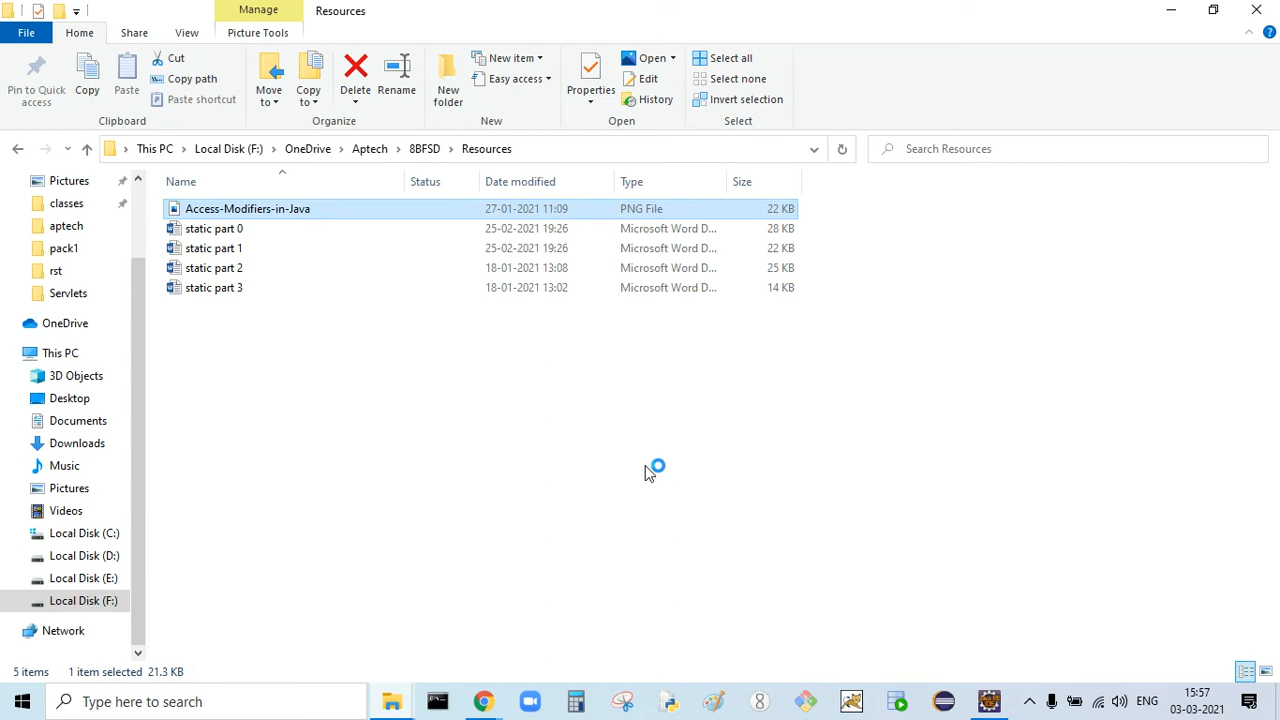 Manage
Resources
File
Home
Share
View
Picture Tools
Pin to Quick access
Copy
Paste
Cut
Copy path
Paste shortcut
Clipboard
Move to
Copy to
Delete
Rename
Organize
New folder
New item
Easy access
New
Properties
Open
Edit
History
Open
Select all
Select none
Invert selection
Select
This PC
Local Disk (F:)
OneDrive
Aptech
8BFSD
Resources
Search Resources
Name Status Date modified Type Size
Access-Modifiers-in-Java 27-01-2021 11:09 PNG File 22 KB
static part 0 25-02-2021 19:26 Microsoft Word D... 28 KB
static part 1 25-02-2021 19:26 Microsoft Word D... 22 KB
static part 2 18-01-2021 13:08 Microsoft Word D... 25 KB
static part 3 18-01-2021 13:02 Microsoft Word D... 14 KB
Pictures
classes
aptech
pack1
rst
Servlets
OneDrive
This PC
3D Objects
Desktop
Documents
Downloads
Music
Pictures
Videos
Local Disk (C:)
Local Disk (D:)
Local Disk (E:)
Local Disk (F:)
Network
5 items 1 item selected 21.3 KB
Type here to search
ENG
15:57
03-03-2021